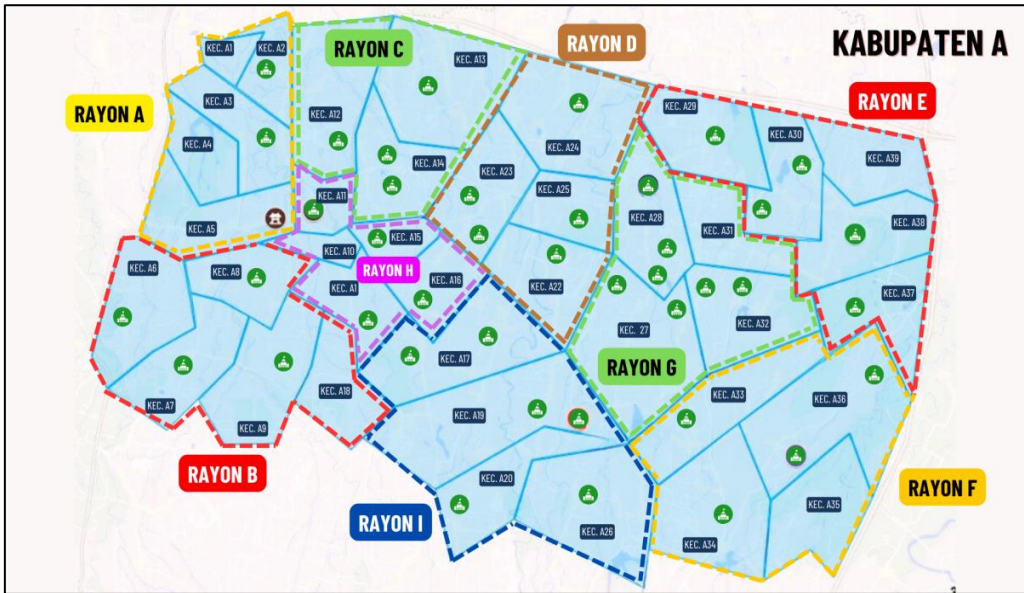 KABUPATEN A
RAYON A
KEC. A1
KEC. A2
KEC. A3
KEC. A4
KEC. A5
RAYON C
KEC. A13
KEC. A12
KEC. A14
RAYON D
KEC. A24
KEC. A23
KEC. A25
KEC. A22
RAYON E
KEC. A29
KEC. A30
KEC. A39
KEC. A38
KEC. A37
KEC. A11
KEC. A10
KEC. A15
RAYON H
KEC. A16
KEC. A1
KEC. A28
KEC. A31
KEC. 27
KEC. A32
RAYON G
KEC. A6
KEC. A8
KEC. A7
KEC. A9
KEC. A18
RAYON B
KEC. A17
KEC. A19
KEC. A20
KEC. A26
RAYON I
KEC. A33
KEC. A36
KEC. A35
KEC. A34
RAYON F